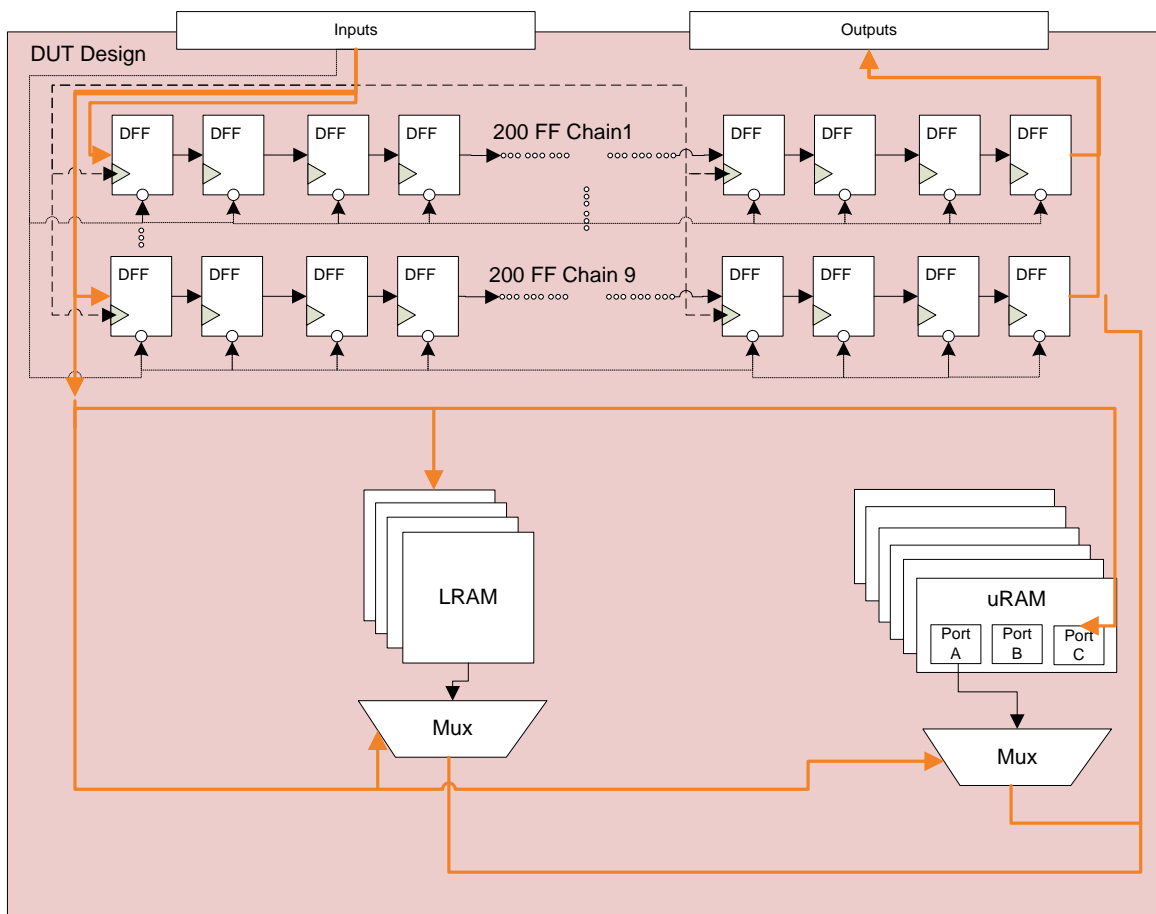 Inputs
Outputs
DUT Design
DFF
DFF
DFF
DFF
200 FF Chain1
DFF
DFF
DFF
DFF
DFF
DFF
DFF
DFF
200 FF Chain 9
DFF
DFF
DFF
DFF
LRAM
uRAM
Port
A
Port
B
Port
C
Mux
Mux